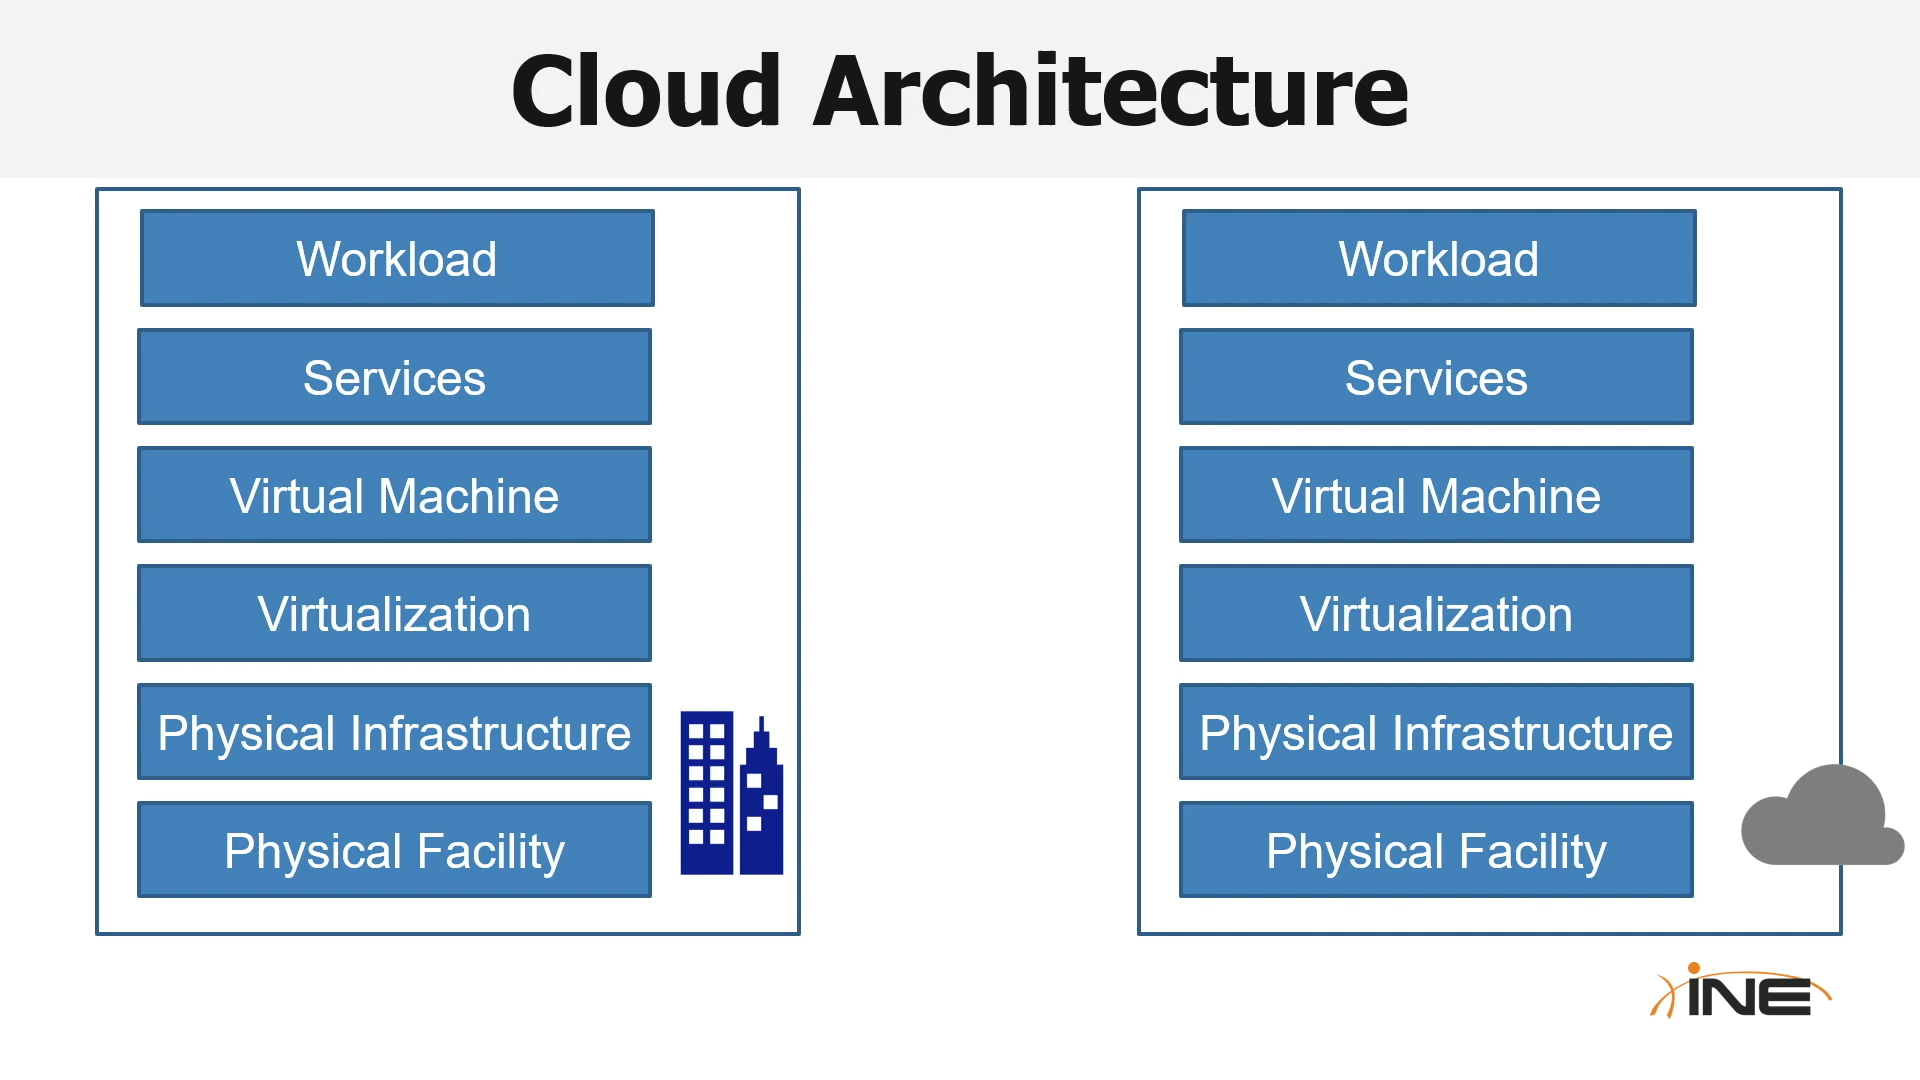 Cloud Architecture
Workload
Services
Virtual Machine
Virtualization
Physical Infrastructure
Physical Facility
Workload
Services
Virtual Machine
Virtualization
Physical Infrastructure
Physical Facility
iNE